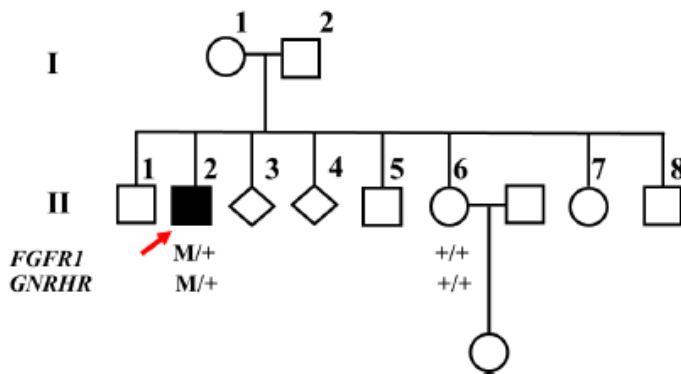 1 2
I
1 2 3 4 5 6 7 8
II
FGFR1 M/+ +/+
GNRHR M/+ +/+